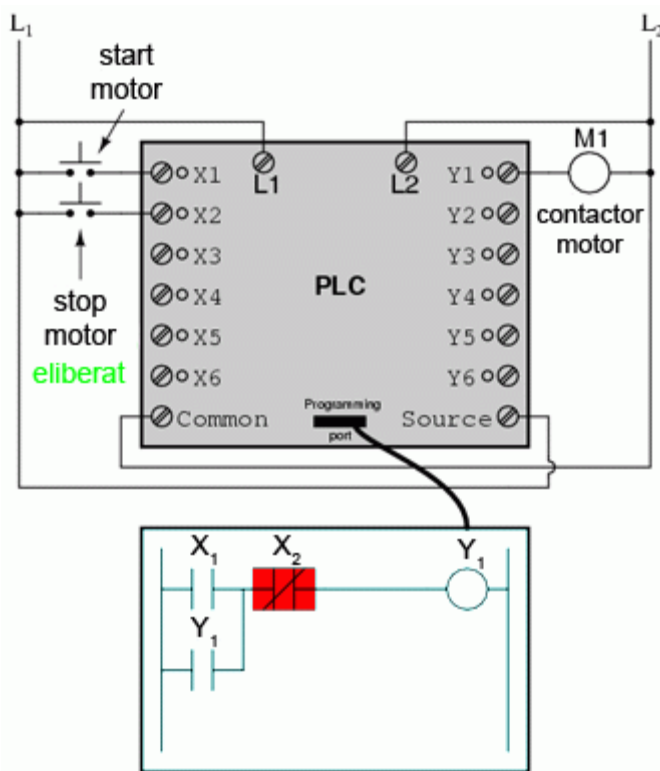 L1
L2
start
motor
M1
X1
L1
L2
Y1
X2
Y2
contactor
motor
X3
Y3
stop
motor
eliberat
PLC
X4
Y4
X5
Y5
X6
Y6
Common
Programming
port
Source
X1
X2
Y1
Y1